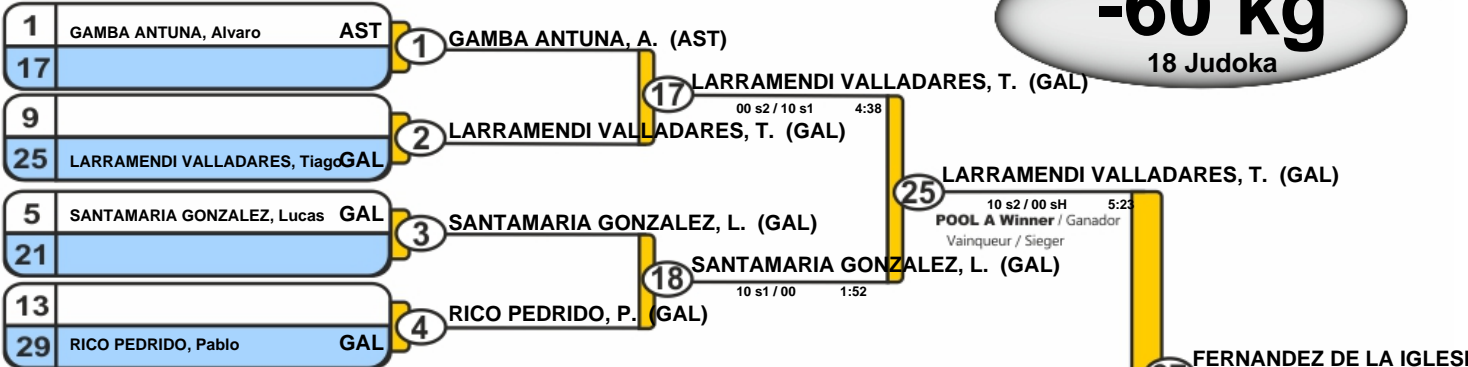 -60 kg
18 Judoka
1 GAMBA ANTUNA, Alvaro AST
17
9
25 LARRAMENDI VALLADARES, Tiago GAL
5 SANTAMARIA GONZALEZ, Lucas GAL
21
13
29 RICO PEDRIDO, Pablo GAL
1 GAMBA ANTUNA, A. (AST)
2 LARRAMENDI VALLADARES, T. (GAL)
3 SANTAMARIA GONZALEZ, L. (GAL)
4 RICO PEDRIDO, P. (GAL)
17 LARRAMENDI VALLADARES, T. (GAL)
00 s2 / 10 s1 4:38
18 SANTAMARIA GONZALEZ, L. (GAL)
10 s1 / 00 1:52
25 LARRAMENDI VALLADARES, T. (GAL)
10 s2 / 00 sH 5:23
POOL A Winner / Ganador
Vainqueur / Sieger
FERNANDEZ DE LA IGLESI